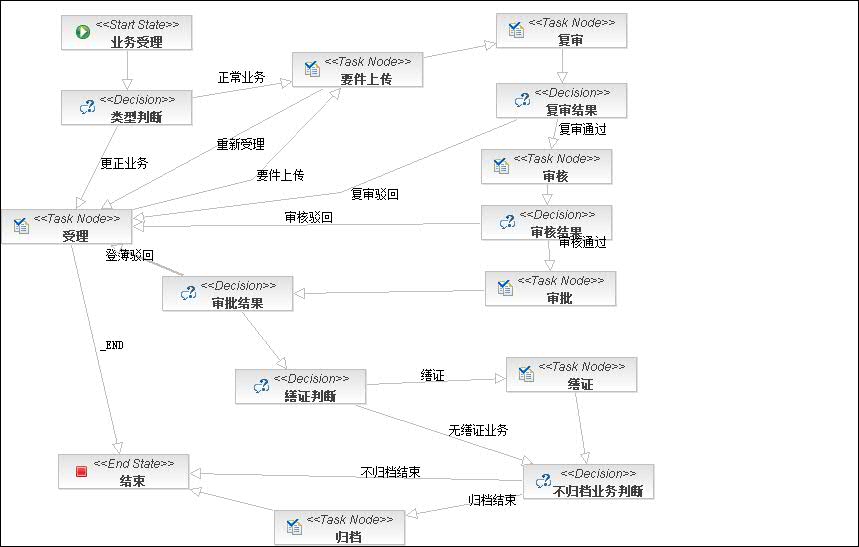 <<Start State>>
业务受理
<<Task Node>>
复审
<<Task Node>>
要件上传
正常业务
<<Decision>>
类型判断
<<Decision>>
复审结果
复审通过
更正业务
重新受理
要件上传
<<Task Node>>
审核
复审驳回
<<Task Node>>
受理
审核驳回
<<Decision>>
审核结果
审核通过
登薄驳回
<<Decision>>
审批结果
<<Task Node>>
审批
_END
<<Decision>>
缮证判断
缮证
<<Task Node>>
缮证
无缮证业务
<<End State>>
结束
不归档结束
<<Decision>>
不归档业务判断
归档结束
<<Task Node>>
归档